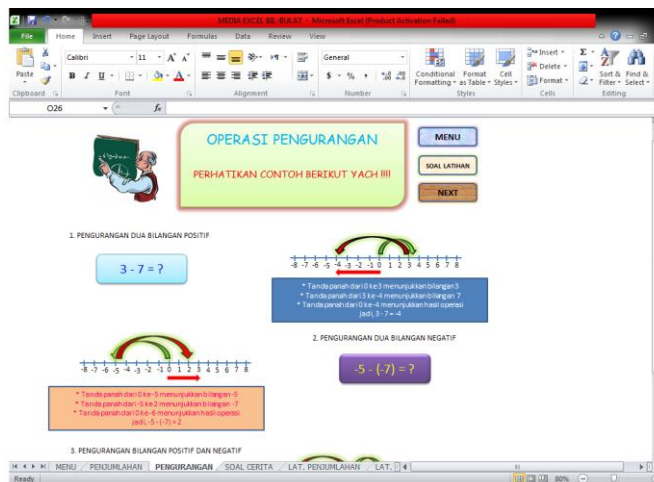 MEDIA EXCEL BIL-BULAT - Microsoft Excel (Product Activation Failed)
File Home Insert Page Layout Formulas Data Review View
Paste
Calibri 11 A A
B I U
General
$ % ,
Conditional Formatting
Format as Table
Cell Styles
Insert
Delete
Format
Sort & Filter
Find & Select
Clipboard Font Alignment Number Styles Cells Editing
O26 fx
OPERASI PENGURANGAN
PERHATIKAN CONTOH BERIKUT YACH !!!!
MENU
SOAL LATIHAN
NEXT
1. PENGURANGAN DUA BILANGAN POSITIF
3 - 7 = ?
-8 -7 -6 -5 -4 -3 -2 -1 0 1 2 3 4 5 6 7 8
* Tanda panah dari 0 ke 3 menunjukkan bilangan 3
* Tanda panah dari 3 ke -4 menunjukkan bilangan 7
* Tanda panah dari 0 ke -4 menunjukkan hasil operasi
jadi, 3 - 7 = -4
2. PENGURANGAN DUA BILANGAN NEGATIF
-5 - (-7) = ?
-8 -7 -6 -5 -4 -3 -2 -1 0 1 2 3 4 5 6 7 8
* Tanda panah dari 0 ke -5 menunjukkan bilangan -5
* Tanda panah dari -5 ke 2 menunjukkan bilangan -7
* Tanda panah dari 0 ke -6 menunjukkan hasil operasi
jadi, -5 - (-7) = 2
3. PENGURANGAN BILANGAN POSITIF DAN NEGATIF
MENU PENJUMLAHAN PENGURANGAN SOAL CERITA LAT. PENJUMLAHAN LAT.
Ready 80%